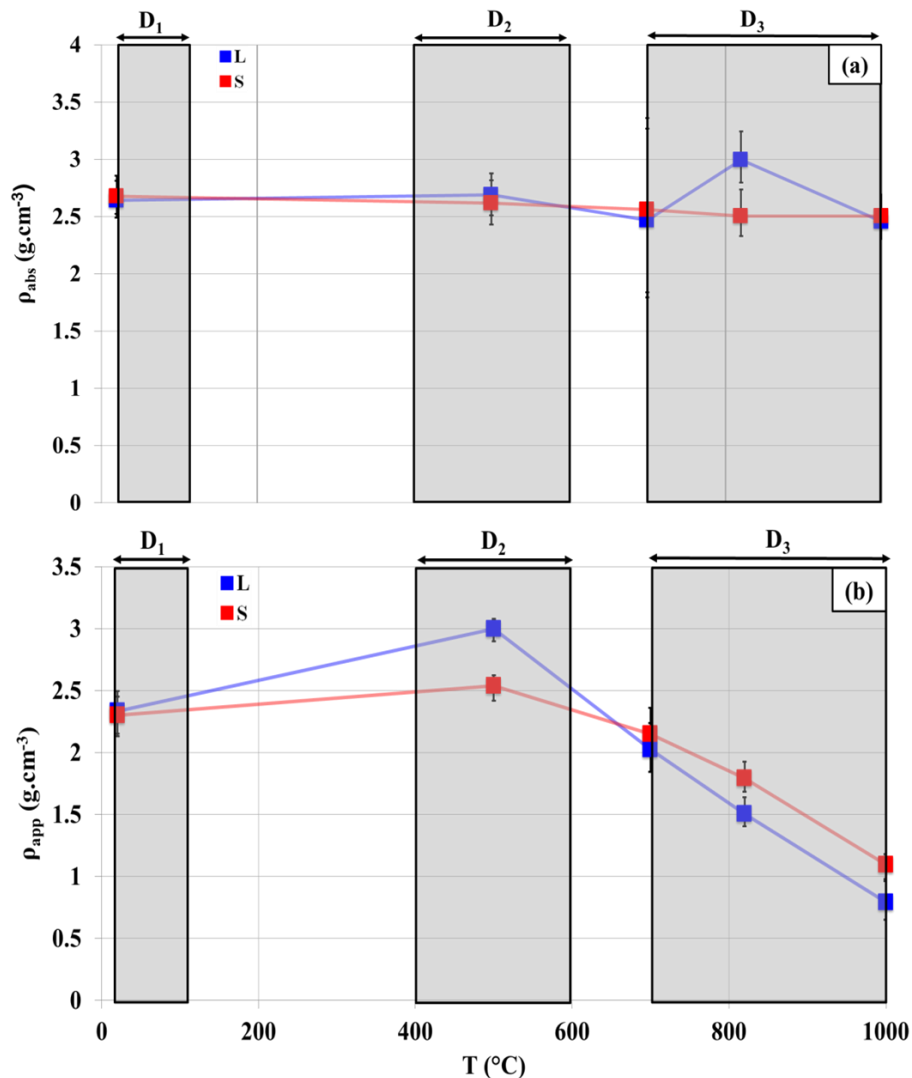 D₁ D₂ D₃
4
L
(a)
S
3.5
3
2.5
2
1.5
1
0.5
0
ρabs (g.cm⁻³)
D₁ D₂ D₃
3.5
L
(b)
S
3
2.5
2
1.5
1
0.5
0
ρapp (g.cm⁻³)
0 200 400 600 800 1000
T (°C)